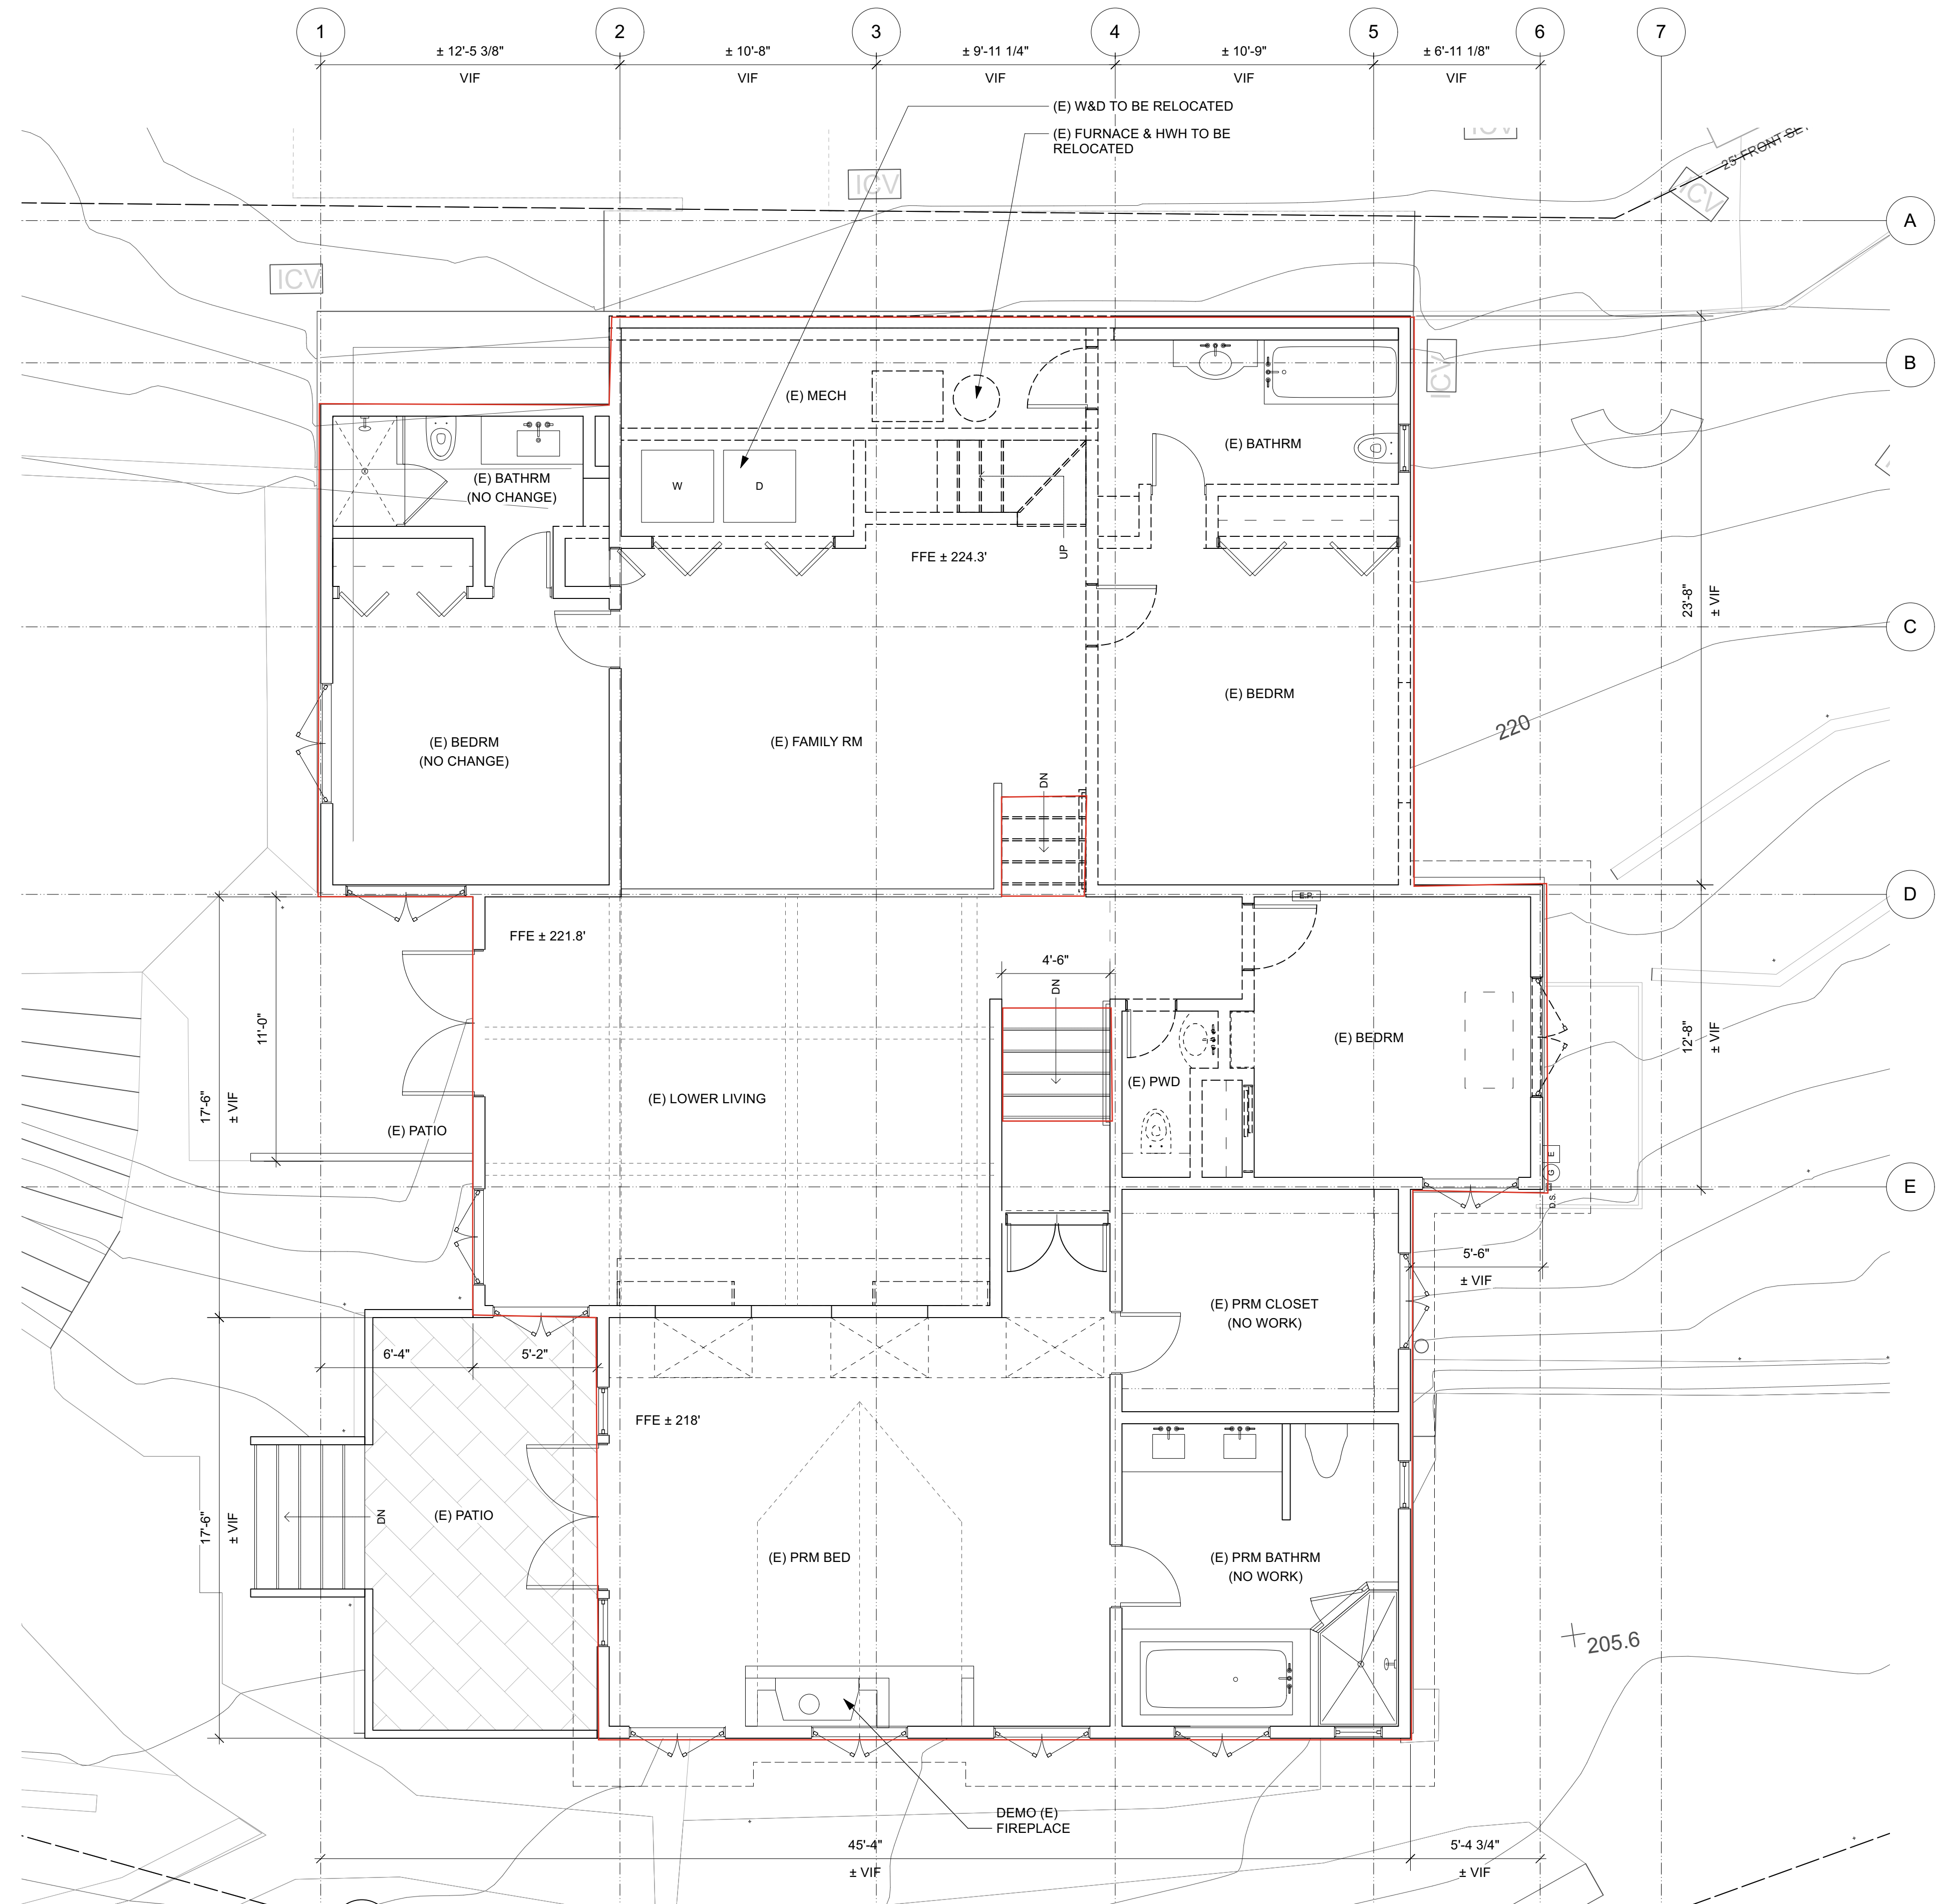 1
2
3
4
5
6
7
± 12'-5 3/8"
VIF
± 10'-8"
VIF
± 9'-11 1/4"
VIF
± 10'-9"
VIF
± 6'-11 1/8"
VIF
(E) W&D TO BE RELOCATED
(E) FURNACE & HWH TO BE
RELOCATED
ICV
ICV
25' FRONT SE
ICV
A
ICV
B
ICV
(E) MECH
(E) BATHRM
(E) BATHRM
(NO CHANGE)
W
D
UP
FFE ± 224.3'
23'-8"
± VIF
C
(E) BEDRM
(NO CHANGE)
(E) FAMILY RM
(E) BEDRM
220
DN
D
E.P.
FFE ± 221.8'
4'-6"
DN
11'-0"
17'-6"
± VIF
(E) BEDRM
12'-8"
± VIF
(E) PWD
(E) LOWER LIVING
(E) PATIO
E
G
D.S.
E
5'-6"
± VIF
(E) PRM CLOSET
(NO WORK)
6'-4"
5'-2"
FFE ± 218'
17'-6"
± VIF
DN
(E) PATIO
(E) PRM BED
(E) PRM BATHRM
(NO WORK)
205.6
DEMO (E)
FIREPLACE
45'-4"
± VIF
5'-4 3/4"
± VIF